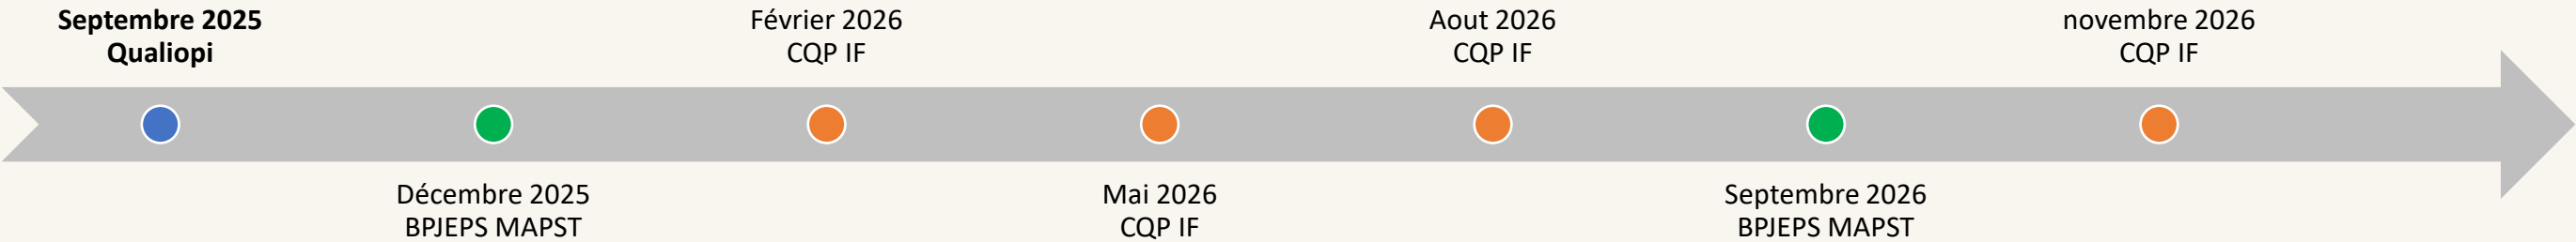 Septembre 2025
Qualiopi
Décembre 2025
BPJEPS MAPST
Février 2026
CQP IF
Mai 2026
CQP IF
Aout 2026
CQP IF
Septembre 2026
BPJEPS MAPST
novembre 2026
CQP IF